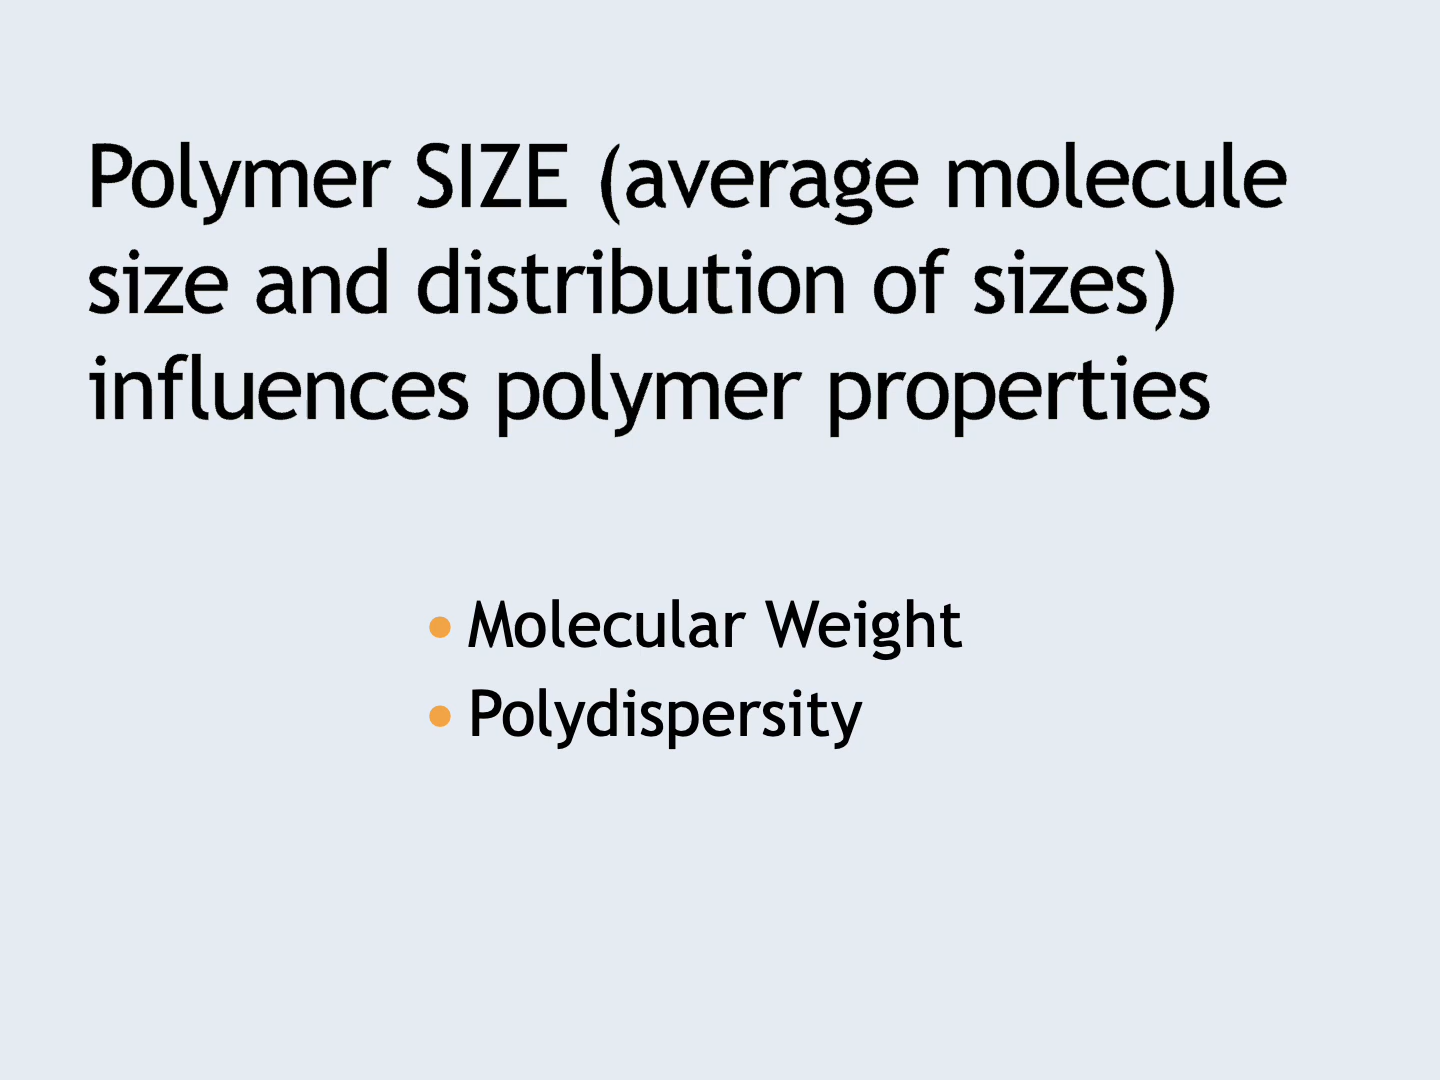 Polymer SIZE (average molecule
size and distribution of sizes)
influences polymer properties
• Molecular Weight
• Polydispersity